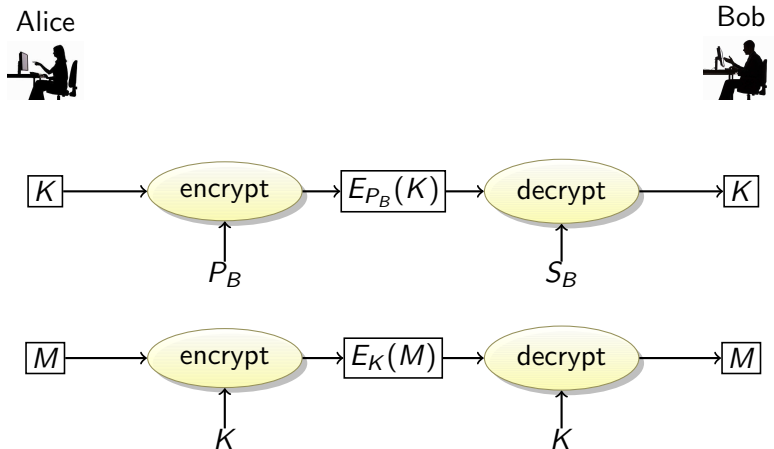 Alice
Bob
K
encrypt
E_{P_B}(K)
decrypt
K
P_B
S_B
M
encrypt
E_K(M)
decrypt
M
K
K